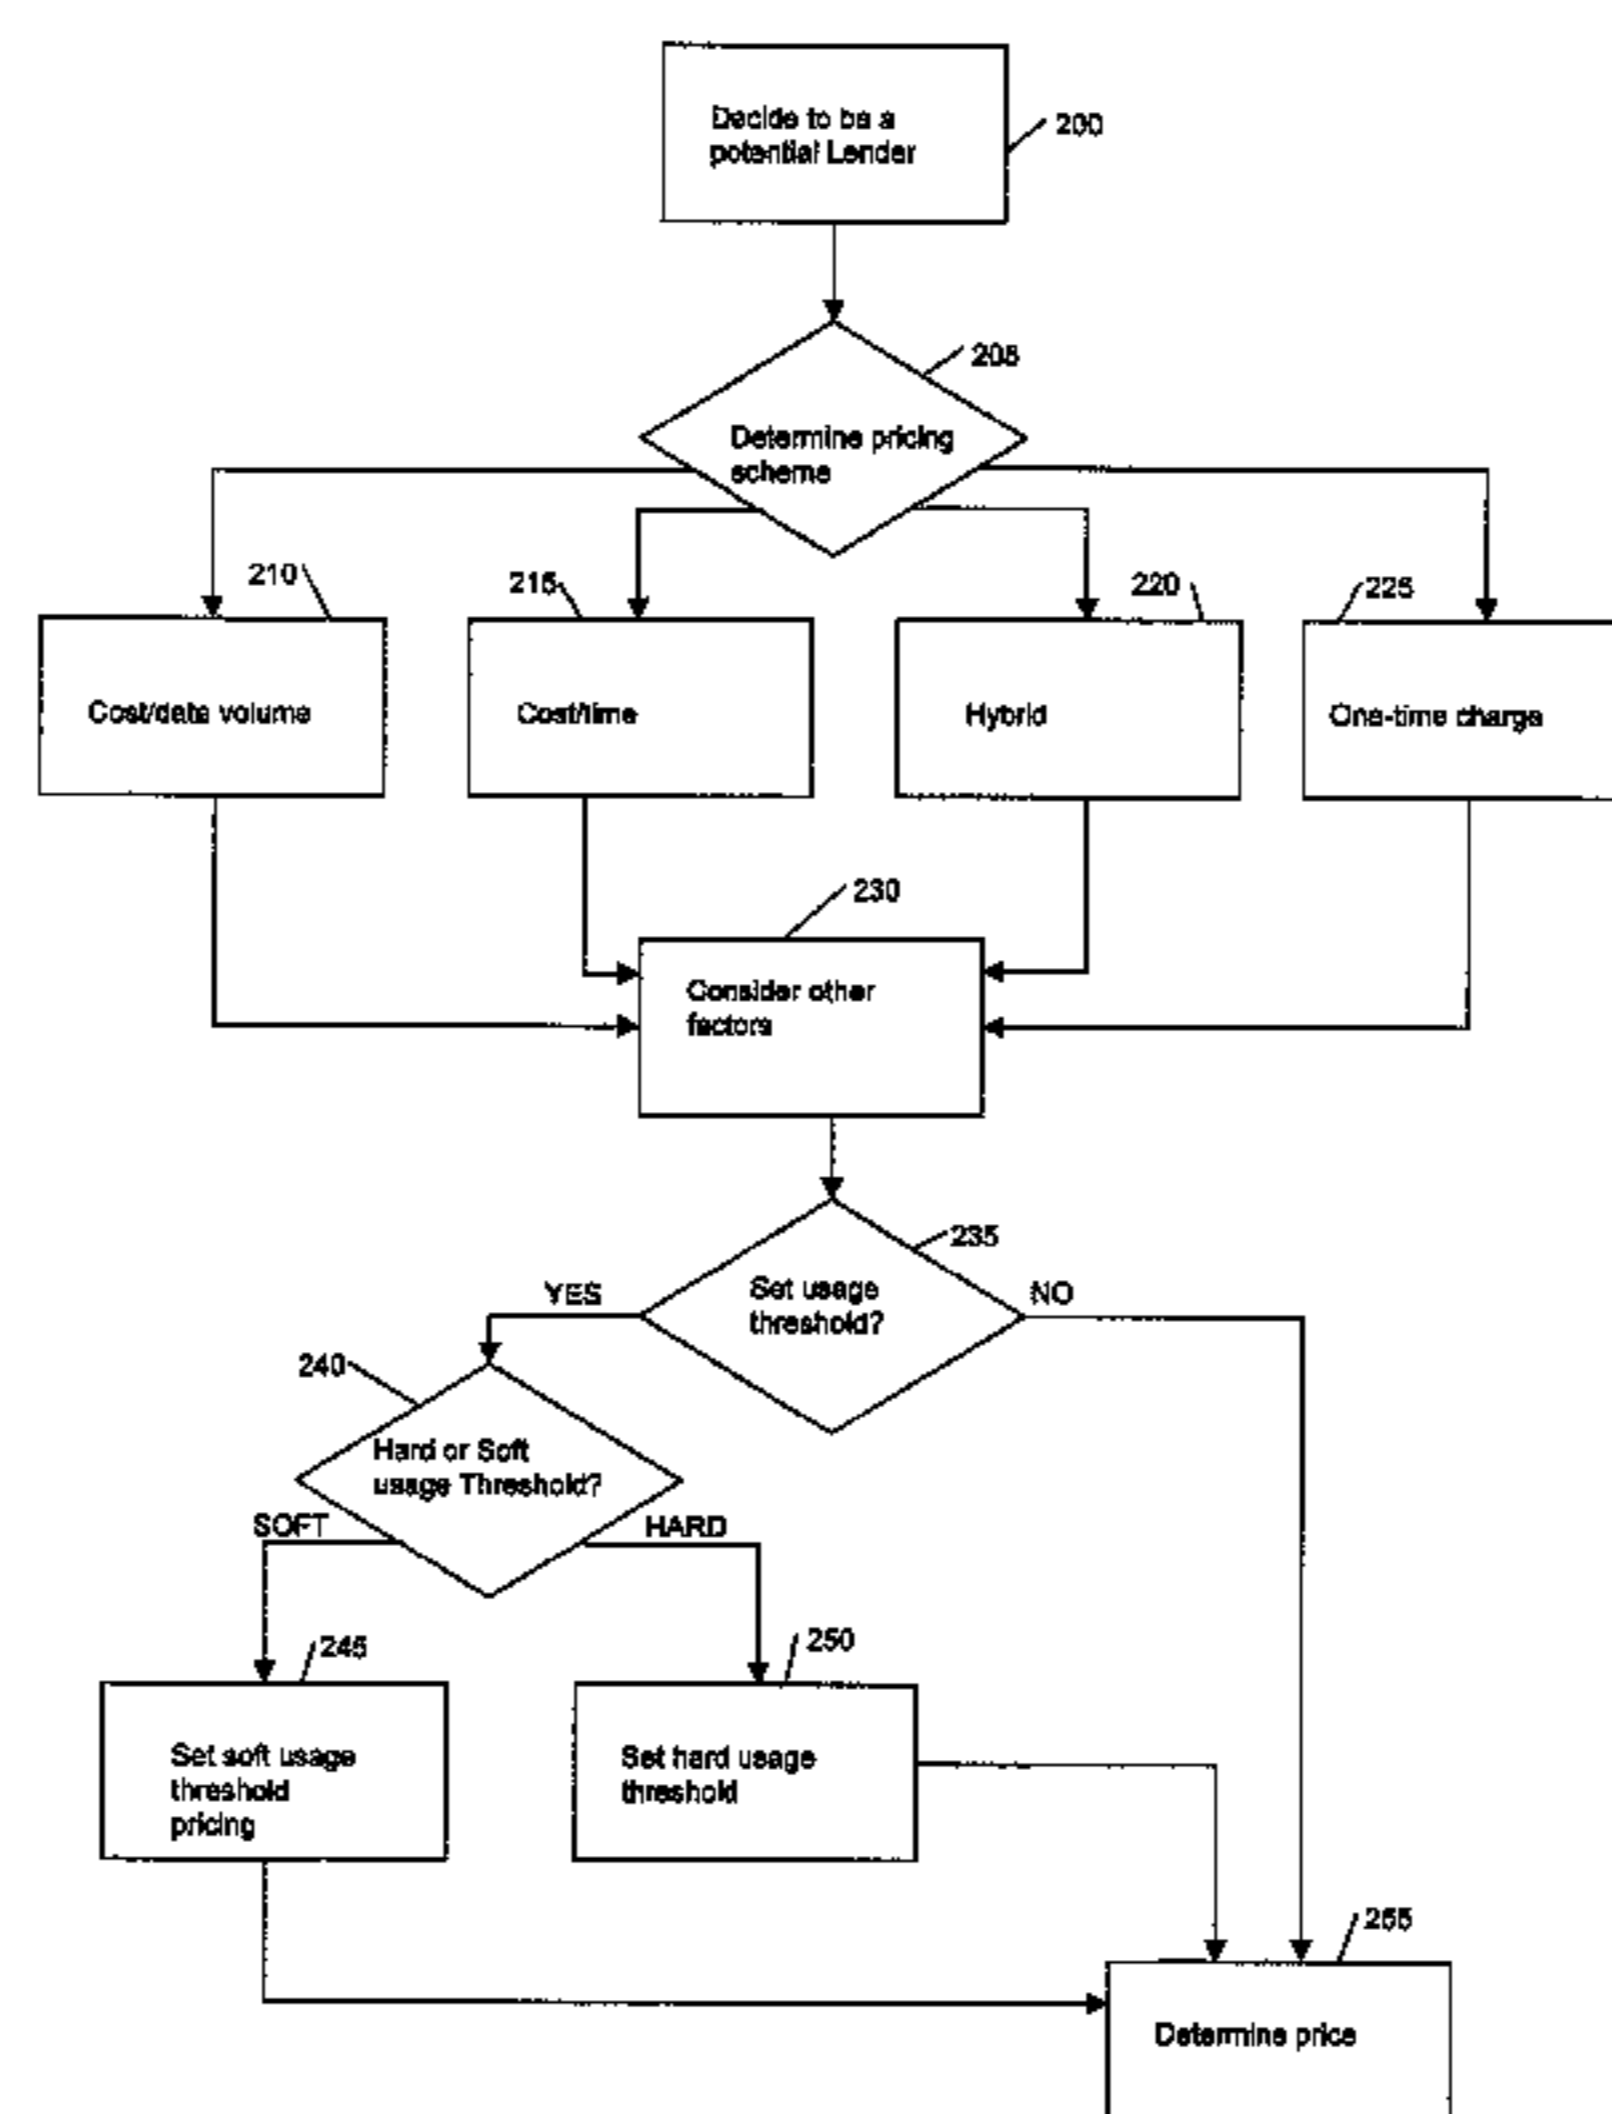 Decide to be a
potential Lender
200
205
Determine pricing
scheme
210
215
220
225
Cost/data volume
Cost/time
Hybrid
One-time charge
230
Consider other
factors
235
Set usage
threshold?
YES
NO
240
Hard or Soft
usage Threshold?
SOFT
HARD
245
250
Set soft usage
threshold
pricing
Set hard usage
threshold
255
Determine price